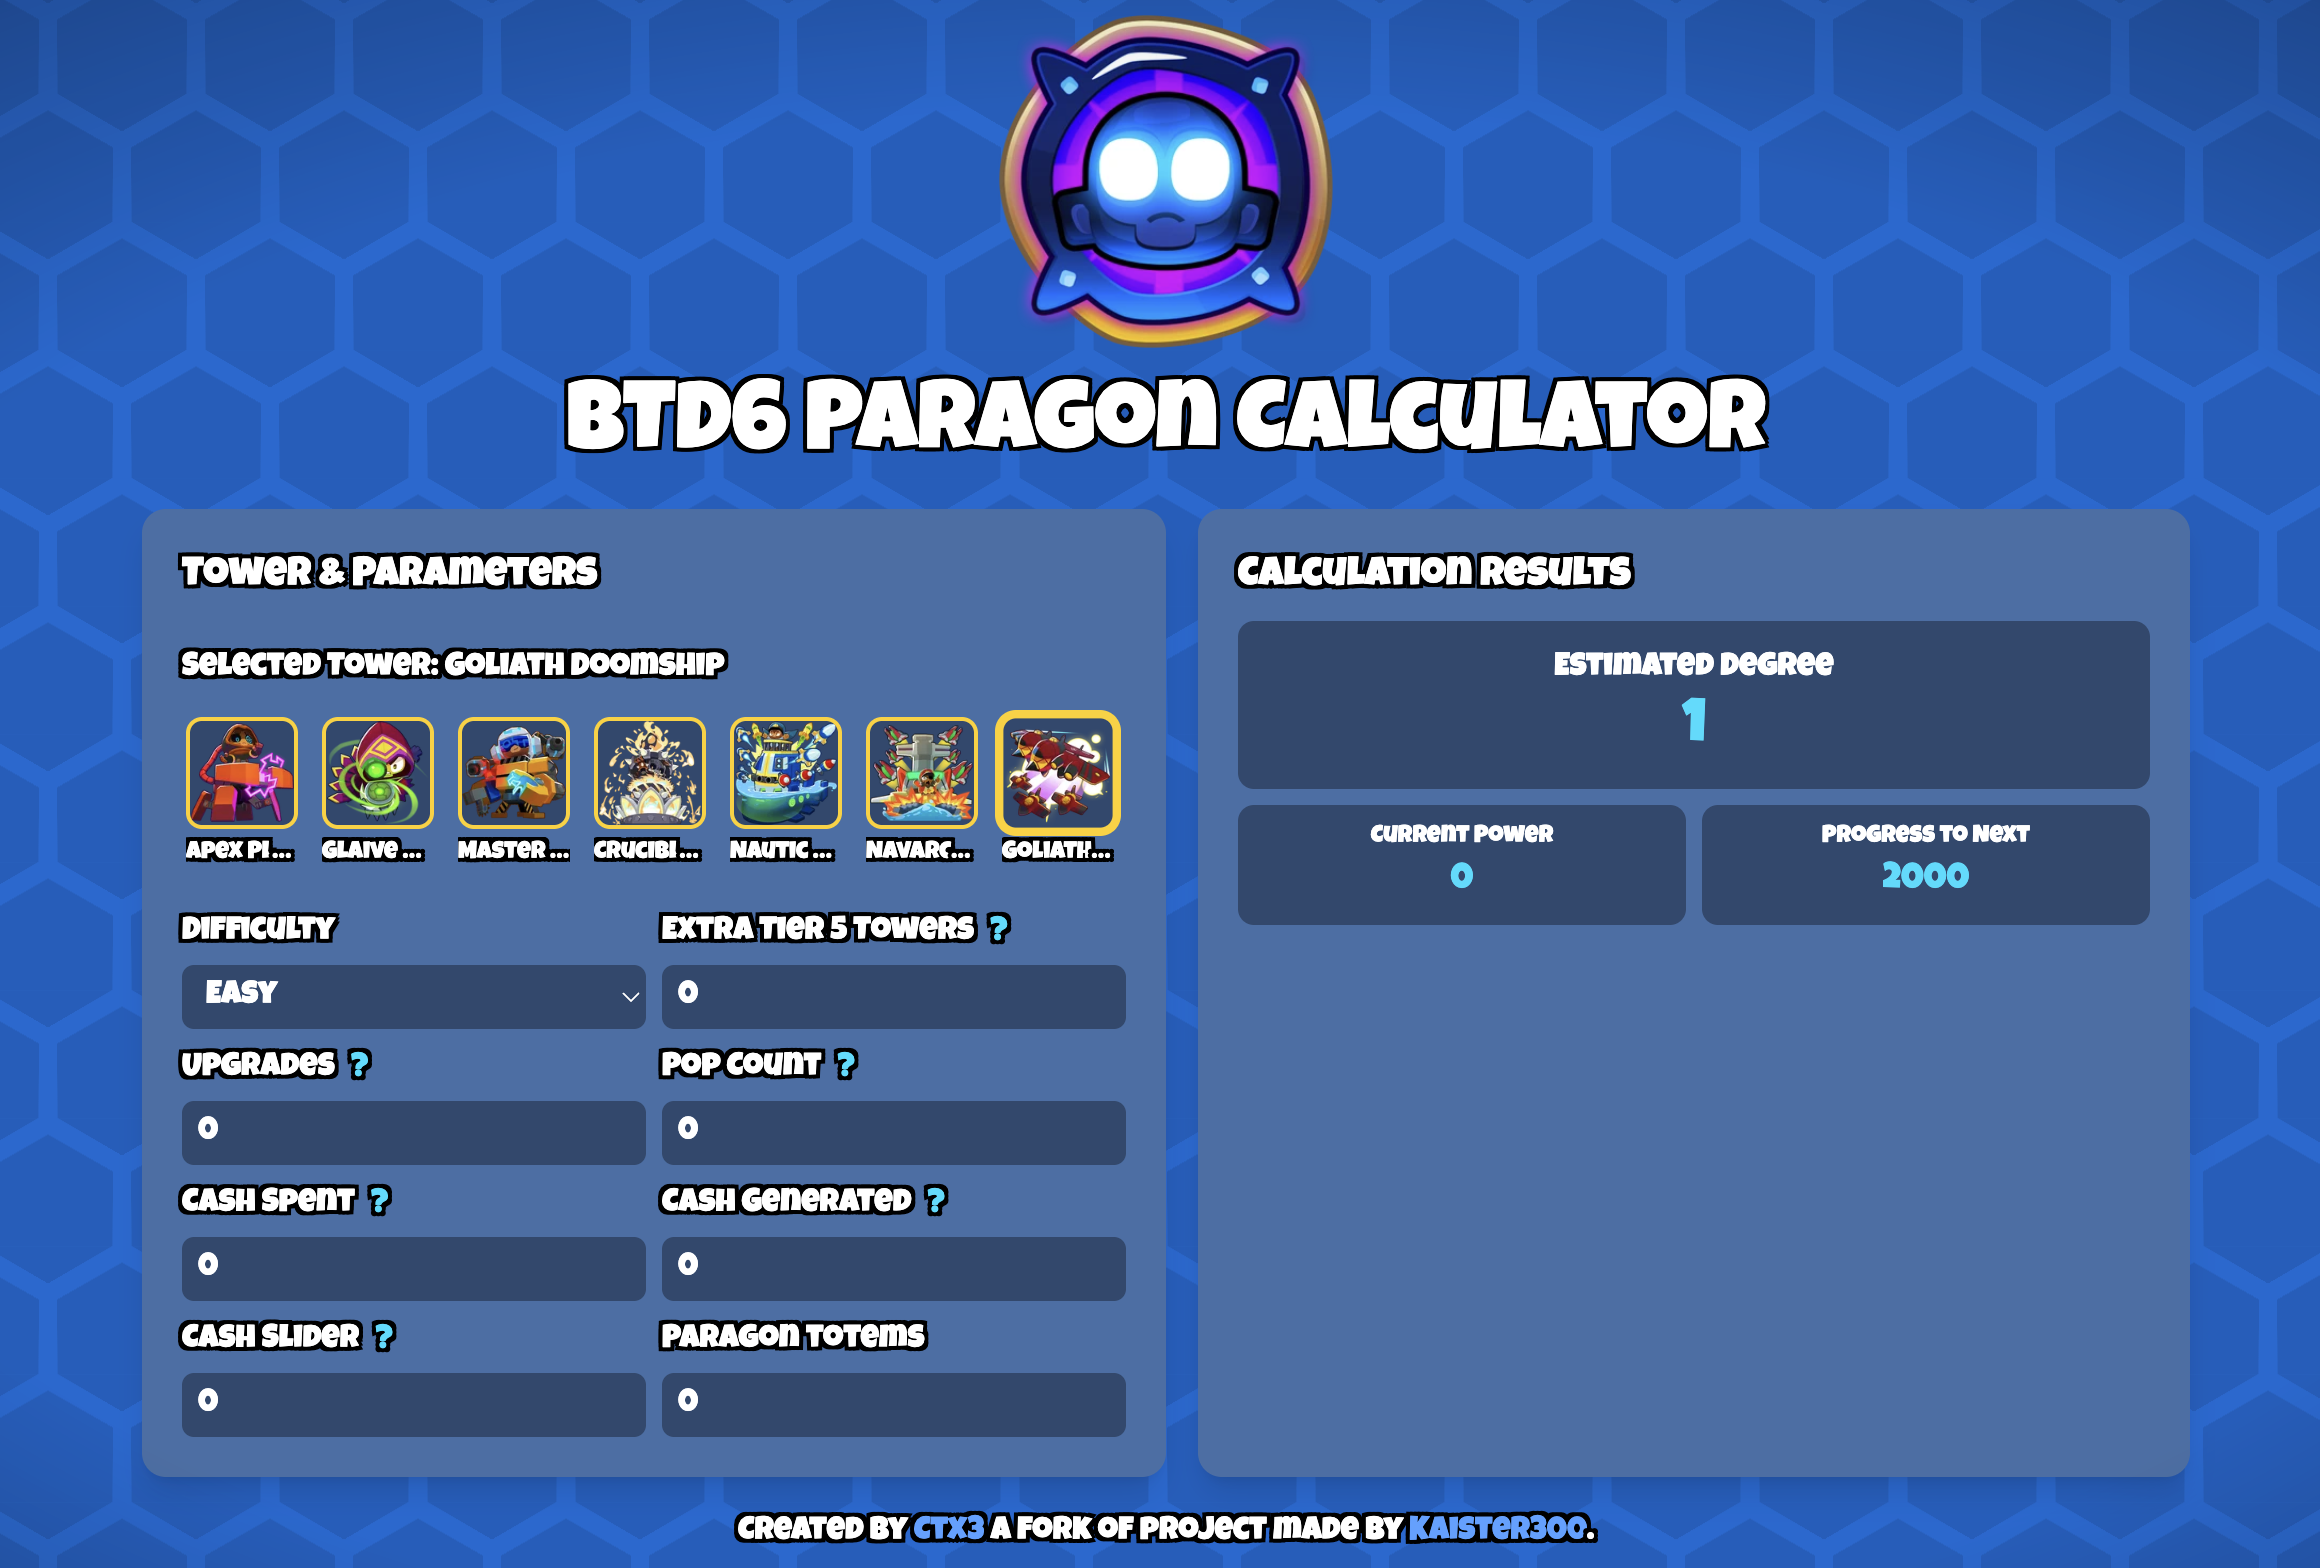 BTD6 Paragon Calculator
Tower & Parameters
Selected Tower: Goliath Doomship
Apex Pl...
Glaive ...
Master ...
Crucibl...
Nautic ...
Navarc...
Goliath...
Difficulty
Extra Tier 5 Towers ?
Easy
0
Upgrades ?
Pop Count ?
0
0
Cash Spent ?
Cash Generated ?
0
0
Cash Slider ?
Paragon Totems
0
0
Calculation Results
Estimated Degree
1
Current Power
0
Progress to Next
2000
Created by CTX3 a fork of project made by Kaister300.